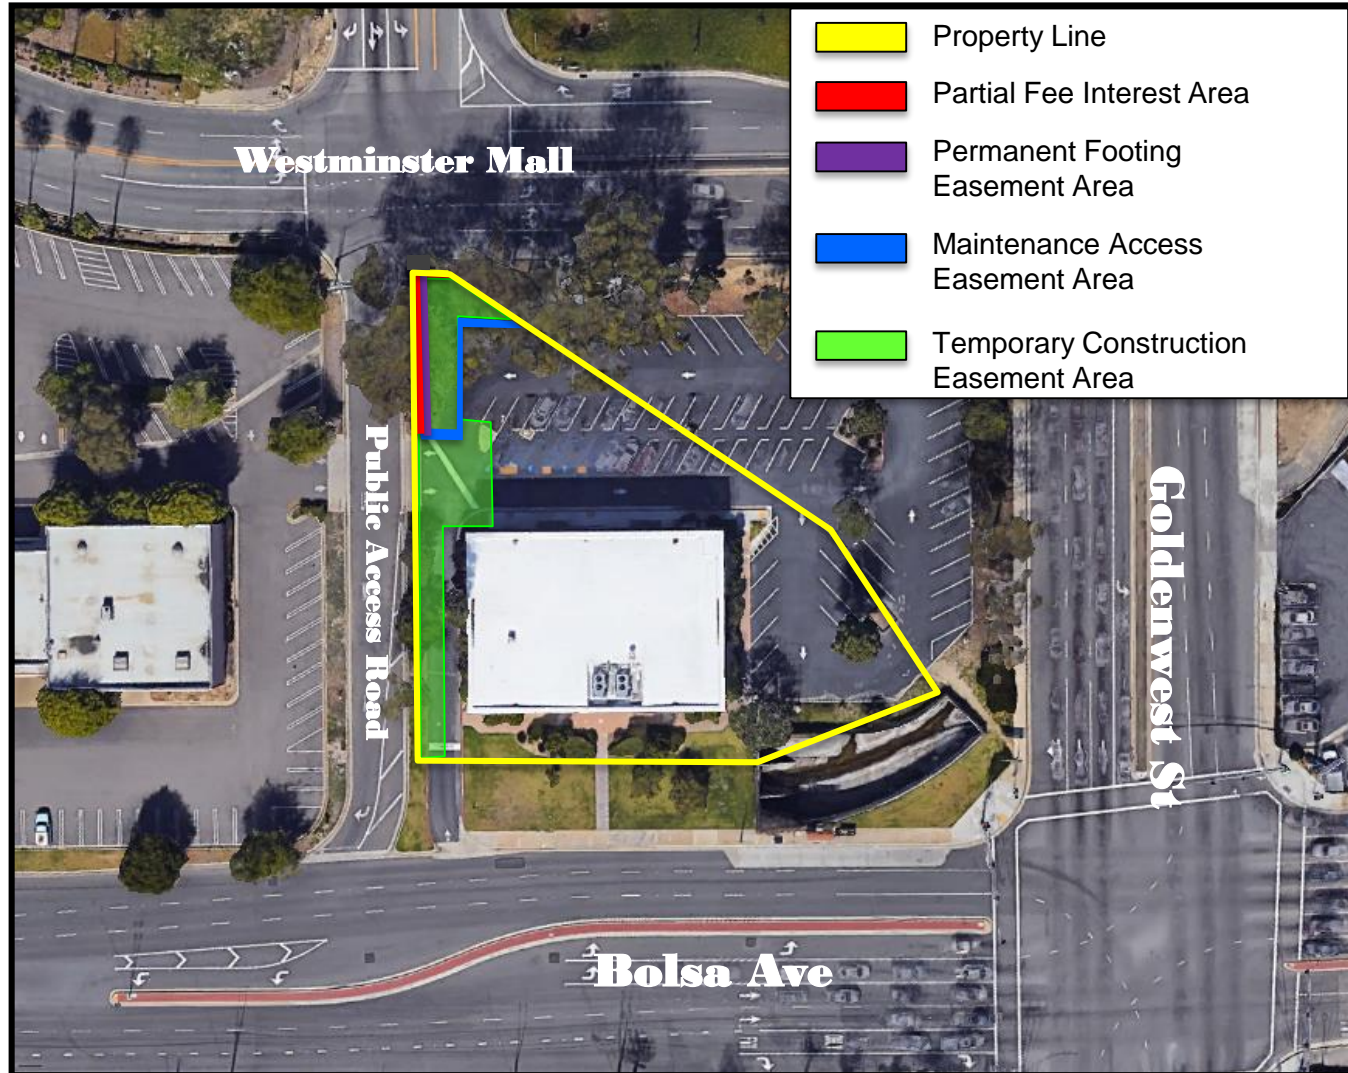 Property Line
Partial Fee Interest Area
Permanent Footing
Easement Area
Maintenance Access
Easement Area
Temporary Construction
Easement Area
Westminster Mall
Public Access Road
Goldenwest St
Bolsa Ave